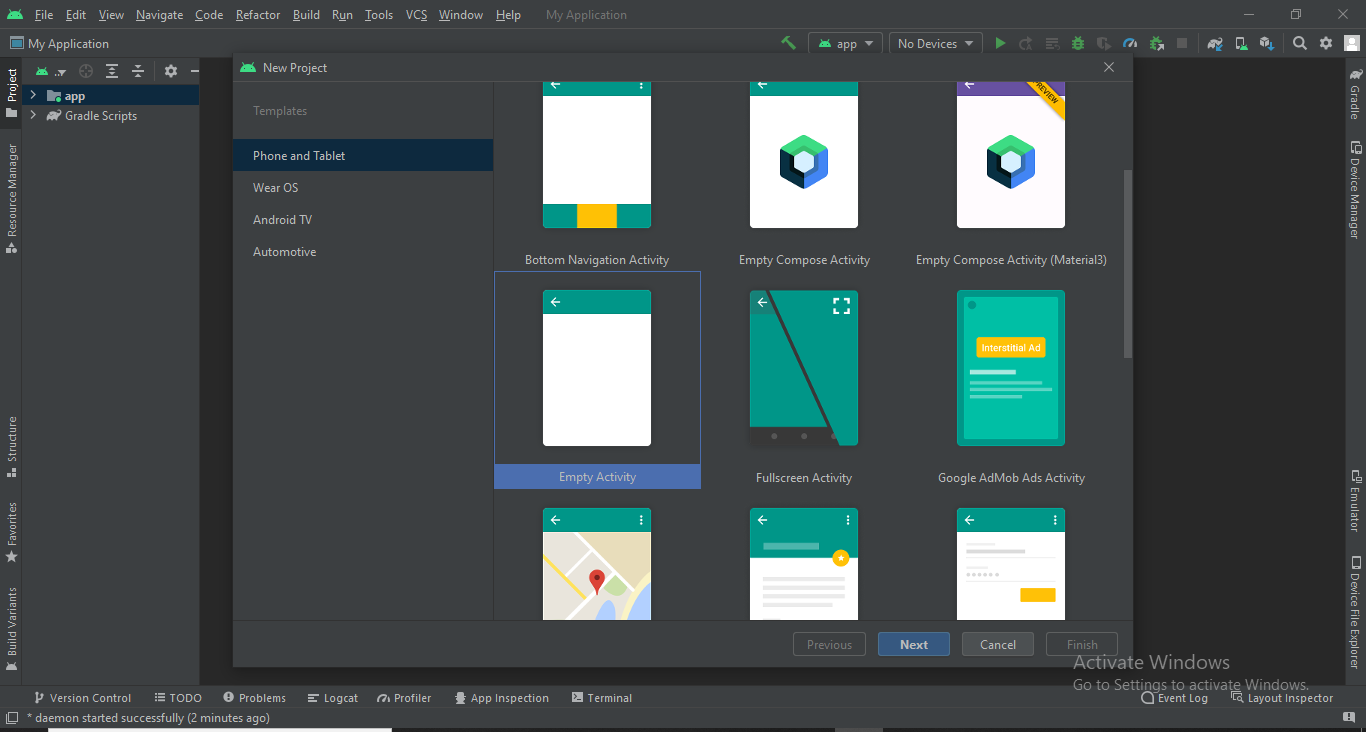 File Edit View Navigate Code Refactor Build Run Tools VCS Window Help My Application
My Application
app
No Devices
Project
Resource Manager
Structure
Favorites
Build Variants
app
Gradle Scripts
New Project
Templates
Phone and Tablet
Wear OS
Android TV
Automotive
PREVIEW
Bottom Navigation Activity
Empty Compose Activity
Empty Compose Activity (Material3)
Interstitial Ad
Empty Activity
Fullscreen Activity
Google AdMob Ads Activity
Previous
Next
Cancel
Finish
Gradle
Device Manager
Emulator
Device File Explorer
Activate Windows
Go to Settings to activate Windows.
Version Control TODO Problems Logcat Profiler App Inspection Terminal Event Log Layout Inspector
* daemon started successfully (2 minutes ago)